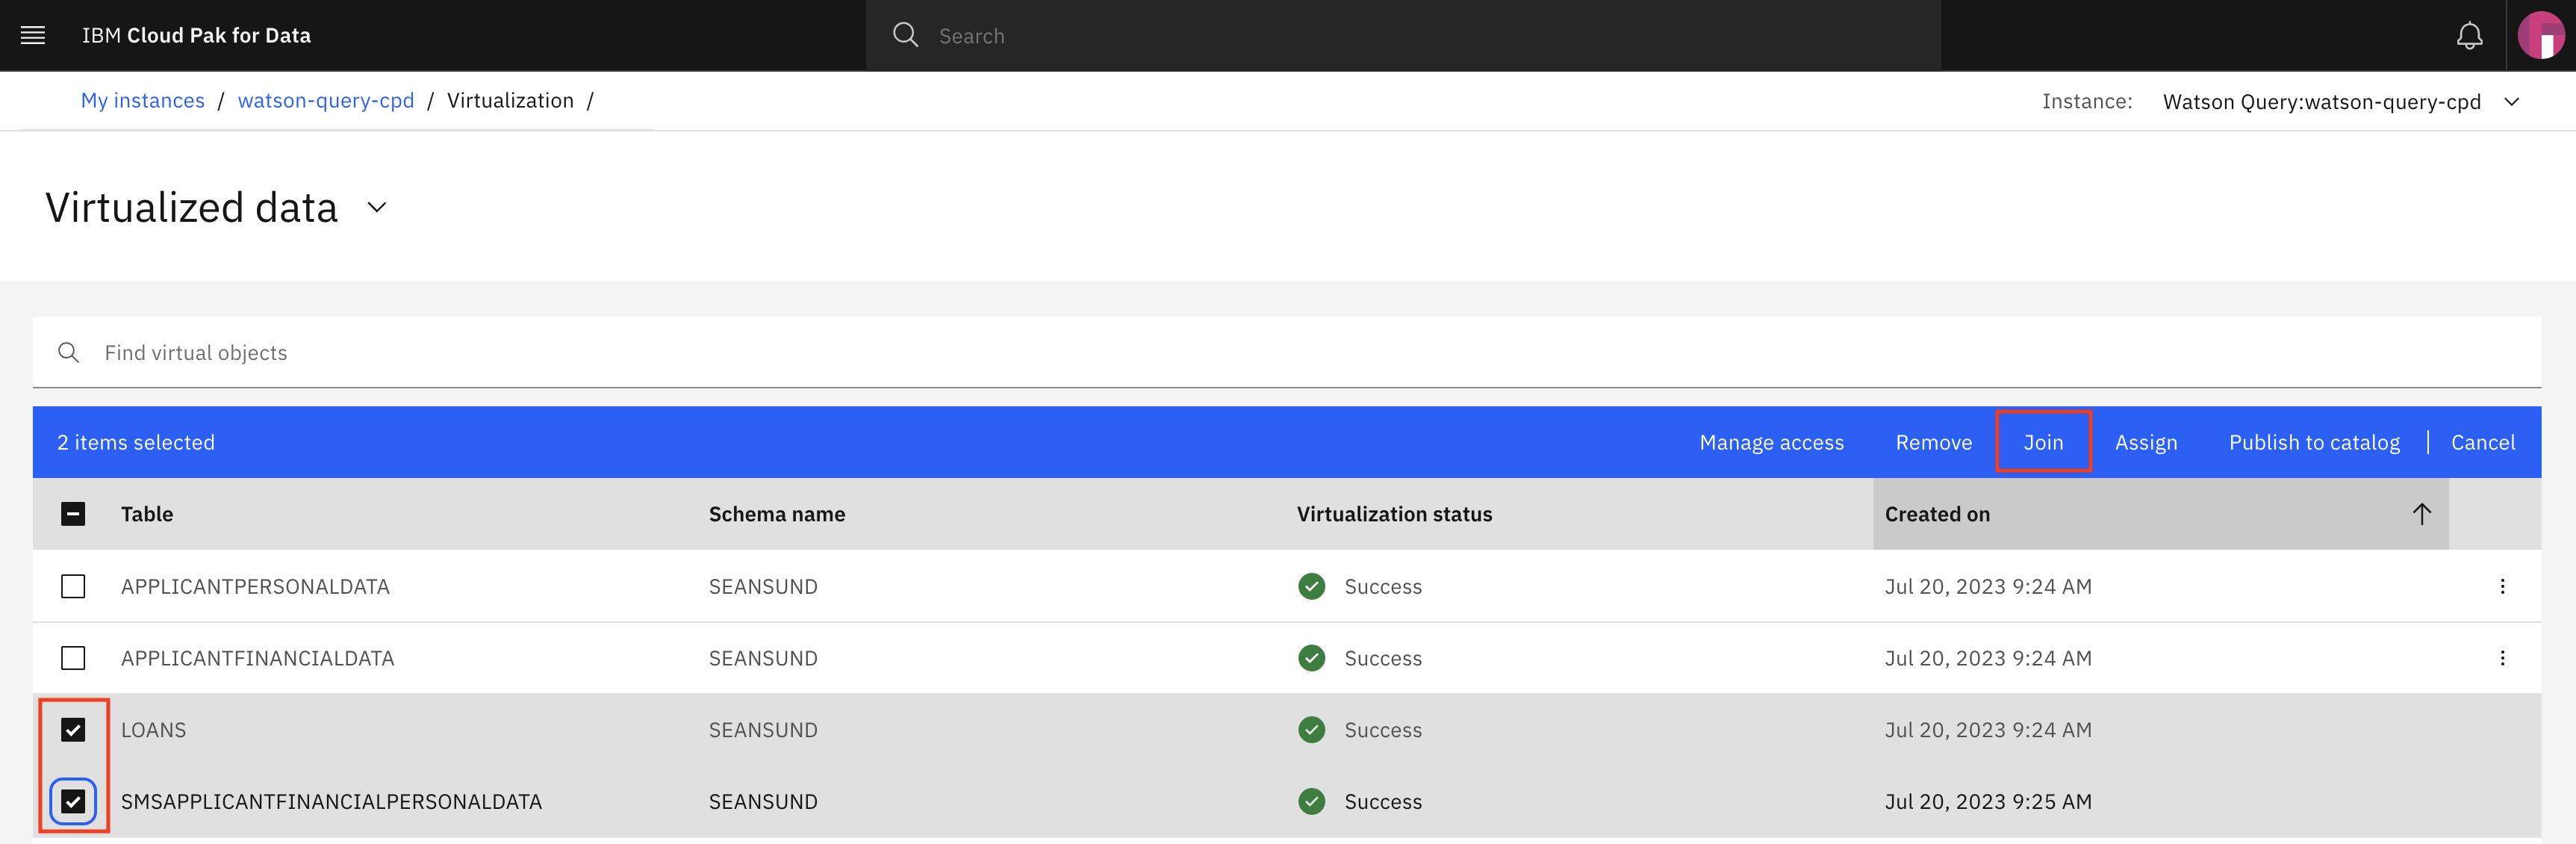 IBM Cloud Pak for Data
Search
My instances / watson-query-cpd / Virtualization /
Instance: Watson Query:watson-query-cpd
Virtualized data
Find virtual objects
2 items selected
Manage access Remove Join Assign Publish to catalog | Cancel
Table Schema name Virtualization status Created on
APPLICANTPERSONALDATA SEANSUND Success Jul 20, 2023 9:24 AM
APPLICANTFINANCIALDATA SEANSUND Success Jul 20, 2023 9:24 AM
LOANS SEANSUND Success Jul 20, 2023 9:24 AM
SMSAPPLICANTFINANCIALPERSONALDATA SEANSUND Success Jul 20, 2023 9:25 AM